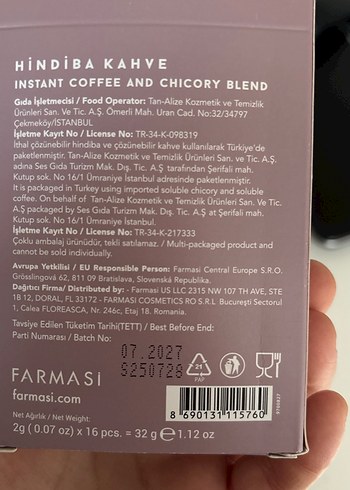 HİNDİBA KAHVE
INSTANT COFFEE AND CHICORY BLEND
Gıda İşletmecisi / Food Operator: Tan-Alize Kozmetik ve Temizlik
Ürünleri San. Ve Tic. A.Ş. Ömerli Mah. Uran Cad. No:32/34797
Çekmeköy/İSTANBUL
İşletme Kayıt No / License No: TR-34-K-098319
İthal çözünebilir hindiba ve çözünebilir kahve kullanılarak Türkiye'de
paketlenmiştir. Tan-Alize Kozmetik ve Temizlik Ürünleri San. Ve Tic. A.Ş.
adına Ses Gıda Turizm Mak. Dış. Tic. A.Ş tarafından Şerifali mah.
Kutup sok. No 16/1 Ümraniye İstanbul adresinde paketlenmiştir.
It is packaged in Turkey using imported soluble chicory and soluble
coffee. On behalf of Tan-Alize Kozmetik ve Temizlik Ürünleri San. Ve Tic.
A.Ş packaged by Ses Gıda Turizm Mak. Dış. Tic. A.Ş at Şerifali mah.
Kutup sok. No 16/1 Ümraniye İstanbul.
İşletme Kayıt No / License No: TR-34-K-217333
Çoklu ambalaj ürünüdür, tekli satılamaz. / Multi-packaged product and
cannot be sold individually.
Avrupa Yetkilisi / EU Responsible Person: Farmasi Central Europe S.R.O.
Grösslingová 62, 811 09 Bratislava, Slovenská Republika.
Dağıtıcı Firma/ Distributed by: - Farmasi US LLC 2315 NW 107 TH AVE, STE
1B 12, DORAL, FL 33172 - FARMASI COSMETICS RO S.R.L Bucureşti Sectorul
1, Calea FLOREASCA, Nr. 246c, Etaj 18. Romania.
Tavsiye Edilen Tüketim Tarihi(TETT) / Best Before End:
Parti Numarası / Batch No:
07.2027
S250728
21
PAP
FARMASİ
farmasi.com
8 690131 115760
Net Ağırlık / Net Weight:
2g ( 0.07 oz) x 16 pcs. = 32 g ℮ 1.12 oz